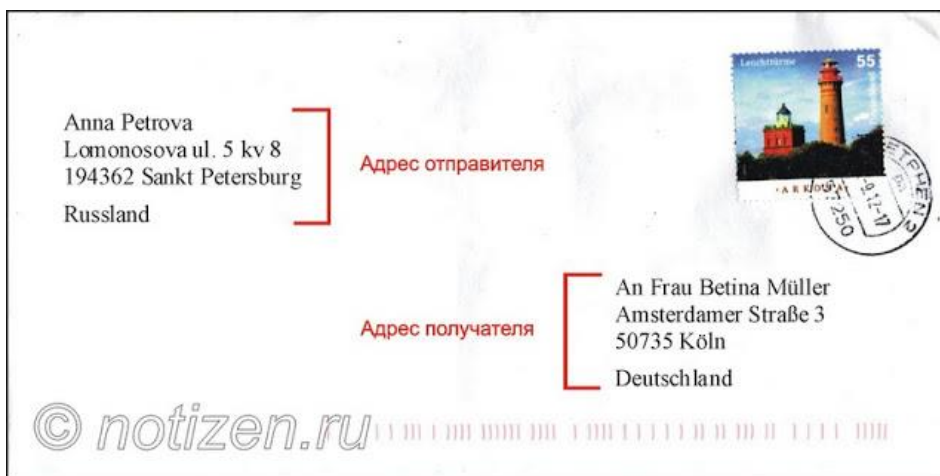 Leuchttürme 55
Anna Petrova
Lomonosova ul. 5 kv 8
194362 Sankt Petersburg
Russland
Адрес отправителя
ARKONA
An Frau Betina Müller
Amsterdamer Straße 3
50735 Köln
Deutschland
Адрес получателя
© notizen.ru